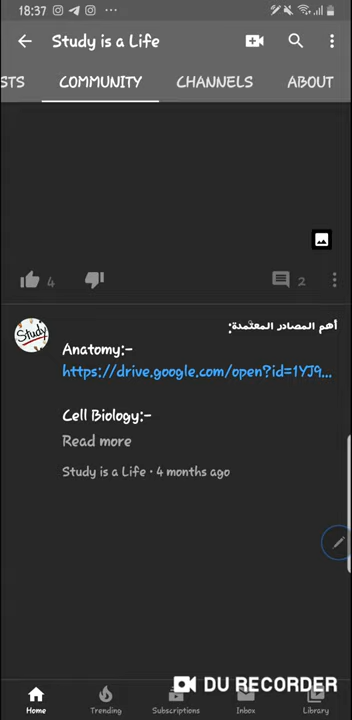 18:37
Study is a Life
STS COMMUNITY CHANNELS ABOUT
4 2
أهم المصادر المعتمدة:
Study
Anatomy:-
https://drive.google.com/open?id=1YJ9...
Cell Biology:-
Read more
Study is a Life • 4 months ago
DU RECORDER
Home Trending Subscriptions Inbox Library